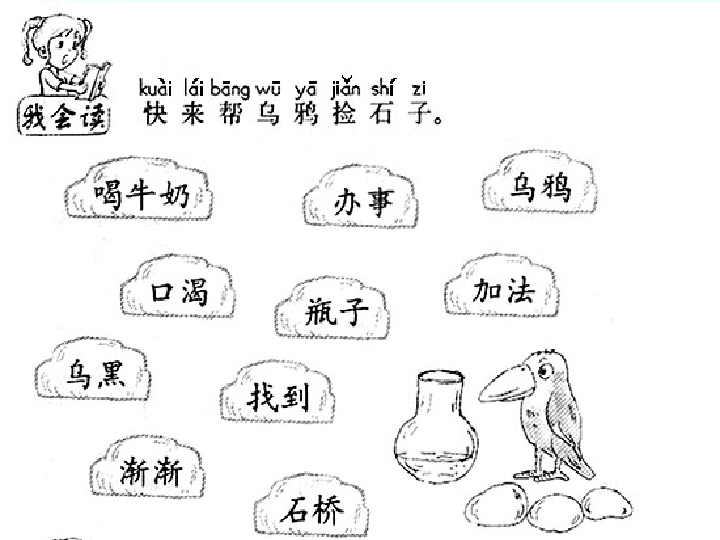 kuài lái bāng wū yā jiǎn shí zi
我会读 快来帮乌鸦捡石子。
喝牛奶 办事 乌鸦
口渴 瓶子 加法
乌黑 找到
渐渐 石桥